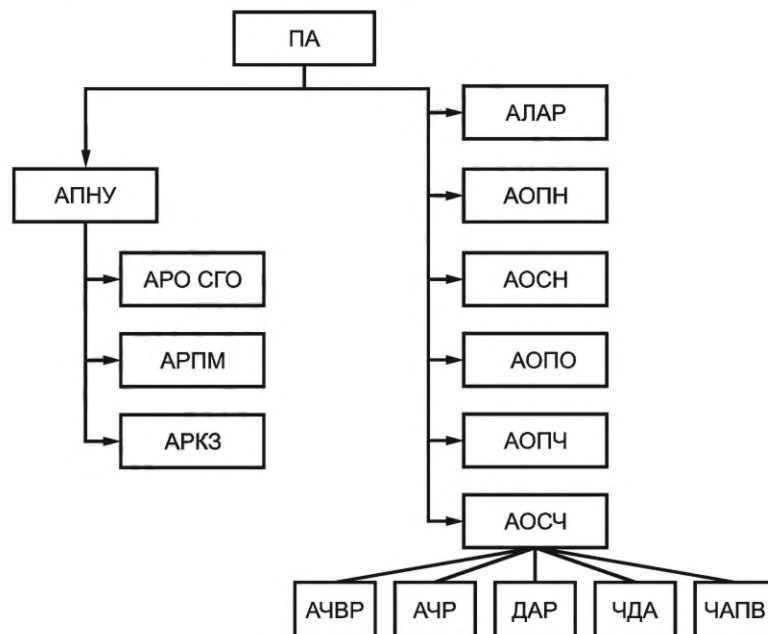 ПА
АПНУ
АРО СГО
АРПМ
АРКЗ
АЛАР
АОПН
АОСН
АОПО
АОПЧ
АОСЧ
АЧВР
АЧР
ДАР
ЧДА
ЧАПВ